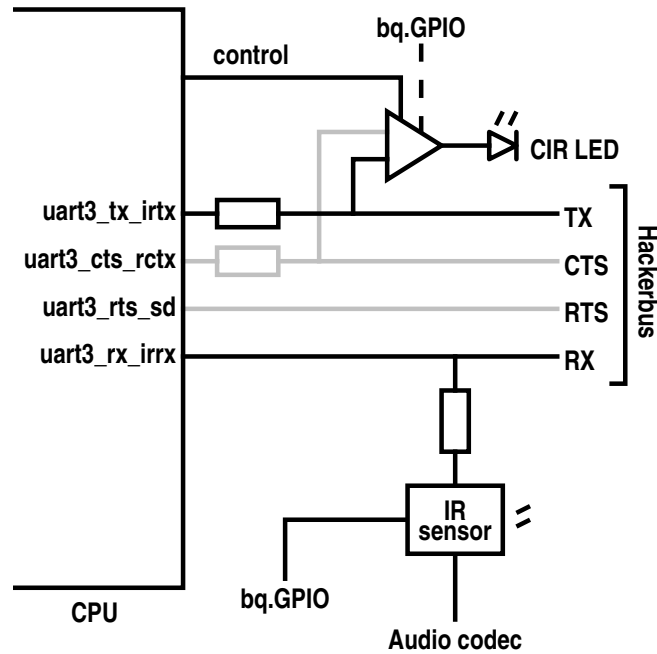 bq.GPIO
control
CIR LED
uart3_tx_irtx
TX
uart3_cts_rctx
CTS
uart3_rts_sd
RTS
uart3_rx_irrx
RX
Hackerbus
IR
sensor
bq.GPIO
CPU
Audio codec